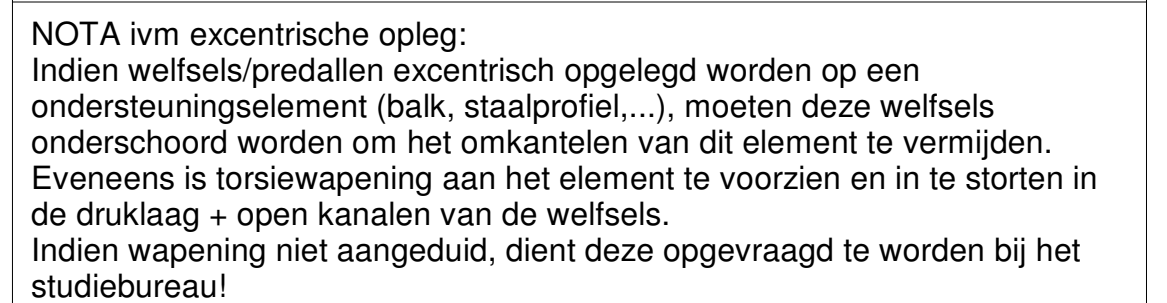 NOTA ivm excentrische opleg:
Indien welfsels/predallen excentrisch opgelegd worden op een
ondersteuningselement (balk, staalprofiel,...), moeten deze welfsels
onderschoord worden om het omkantelen van dit element te vermijden.
Eveneens is torsiewapening aan het element te voorzien en in te storten in
de druklaag + open kanalen van de welfsels.
Indien wapening niet aangeduid, dient deze opgevraagd te worden bij het
studiebureau!